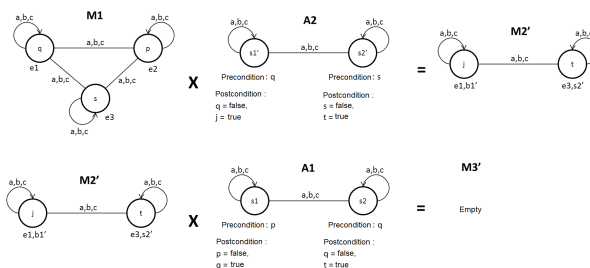 M1
A2
M2'
a,b,c
a,b,c
a,b,c
a,b,c
a,b,c
a,b,c
q
a,b,c
p
s1'
a,b,c
s2'
j
a,b,c
t
e1
e2
a,b,c
a,b,c
X
=
Precondition: q
Precondition: s
e1,b1'
e3,s2'
s
e3
a,b,c
Postcondition :
q = false,
j = true
Postcondition :
s = false,
t = true
M2'
A1
M3'
a,b,c
a,b,c
a,b,c
a,b,c
j
a,b,c
t
X
s1
a,b,c
s2
=
Empty
e1,b1'
e3,s2'
Precondition: p
Precondition: q
Postcondition :
p = false,
q = true
Postcondition :
q = false,
t = true